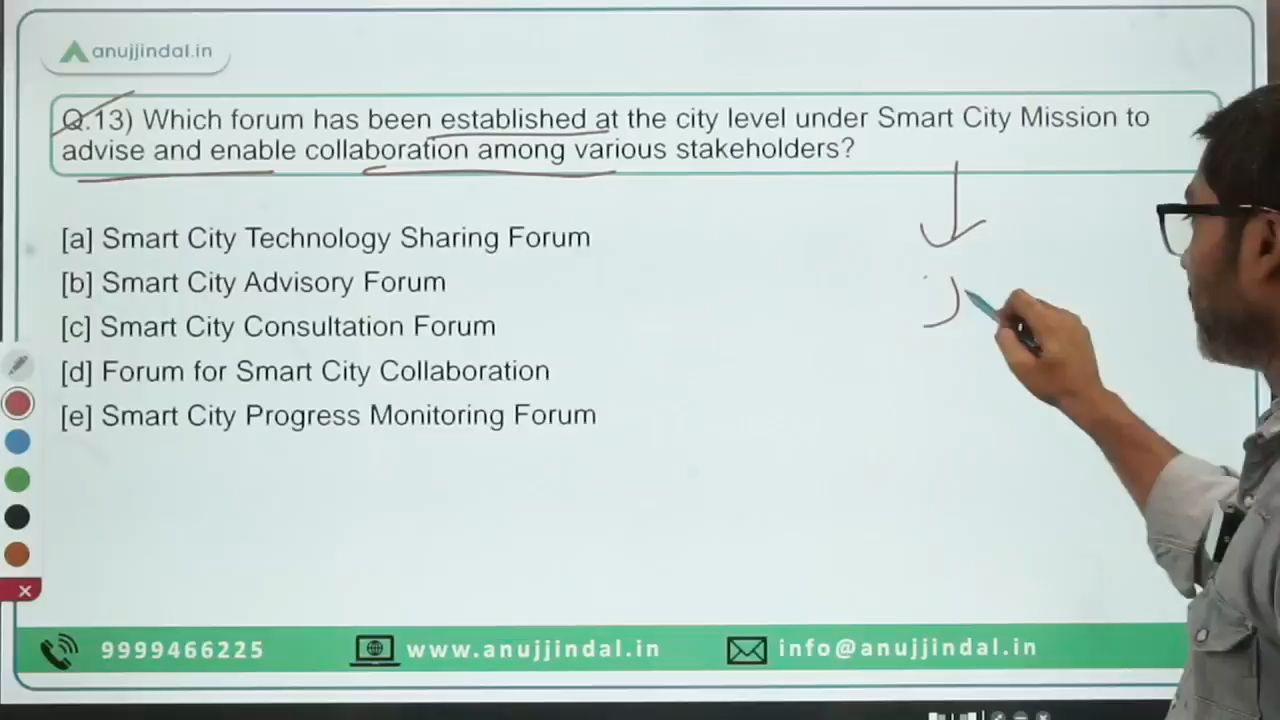 anujjindal.in
Q.13) Which forum has been established at the city level under Smart City Mission to
advise and enable collaboration among various stakeholders?
[a] Smart City Technology Sharing Forum
[b] Smart City Advisory Forum
[c] Smart City Consultation Forum
[d] Forum for Smart City Collaboration
[e] Smart City Progress Monitoring Forum
9999466225
www.anujjindal.in
info@anujjindal.in